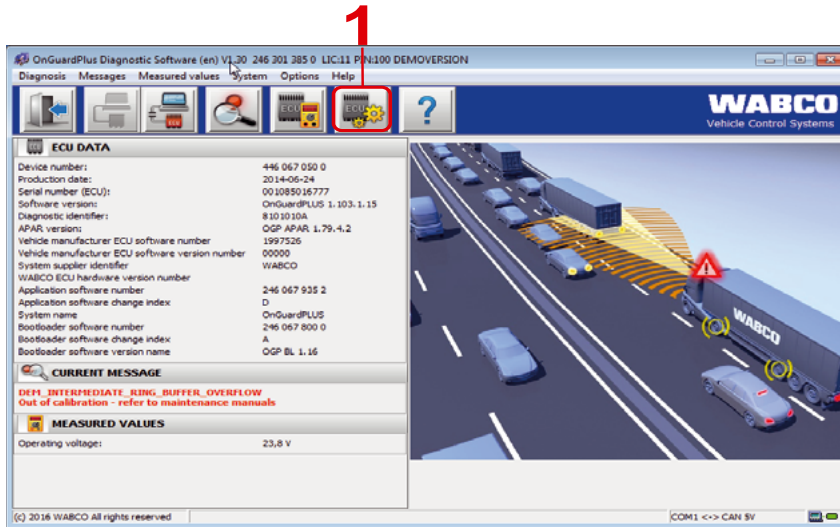 1
OnGuardPlus Diagnostic Software (en) V1.30 246 301 385 0 LIC:11 PIN:100 DEMOVERSION
Diagnosis Messages Measured values System Options Help
ECU ECU ?
WABCO
Vehicle Control Systems
ECU DATA
Device number: 446 067 050 0
Production date: 2014-06-24
Serial number (ECU): 001085016777
Software version: OnGuardPLUS 1.103.1.15
Diagnostic identifier: 8101010A
APAR version: OGP APAR 1.79.4.2
Vehicle manufacturer ECU software number 1997526
Vehicle manufacturer ECU software version number 00000
System supplier identifier WABCO
WABCO ECU hardware version number
Application software number 246 067 935 2
Application software change index D
System name OnGuardPLUS
Bootloader software number 246 067 800 0
Bootloader software change index A
Bootloader software version name OGP BL 1.16
CURRENT MESSAGE
DEM_INTERMEDIATE_RING_BUFFER_OVERFLOW
Out of calibration - refer to maintenance manuals
MEASURED VALUES
Operating voltage: 23,8 V
WABCO
(c) 2016 WABCO All rights reserved
COM1 <-> CAN 5V